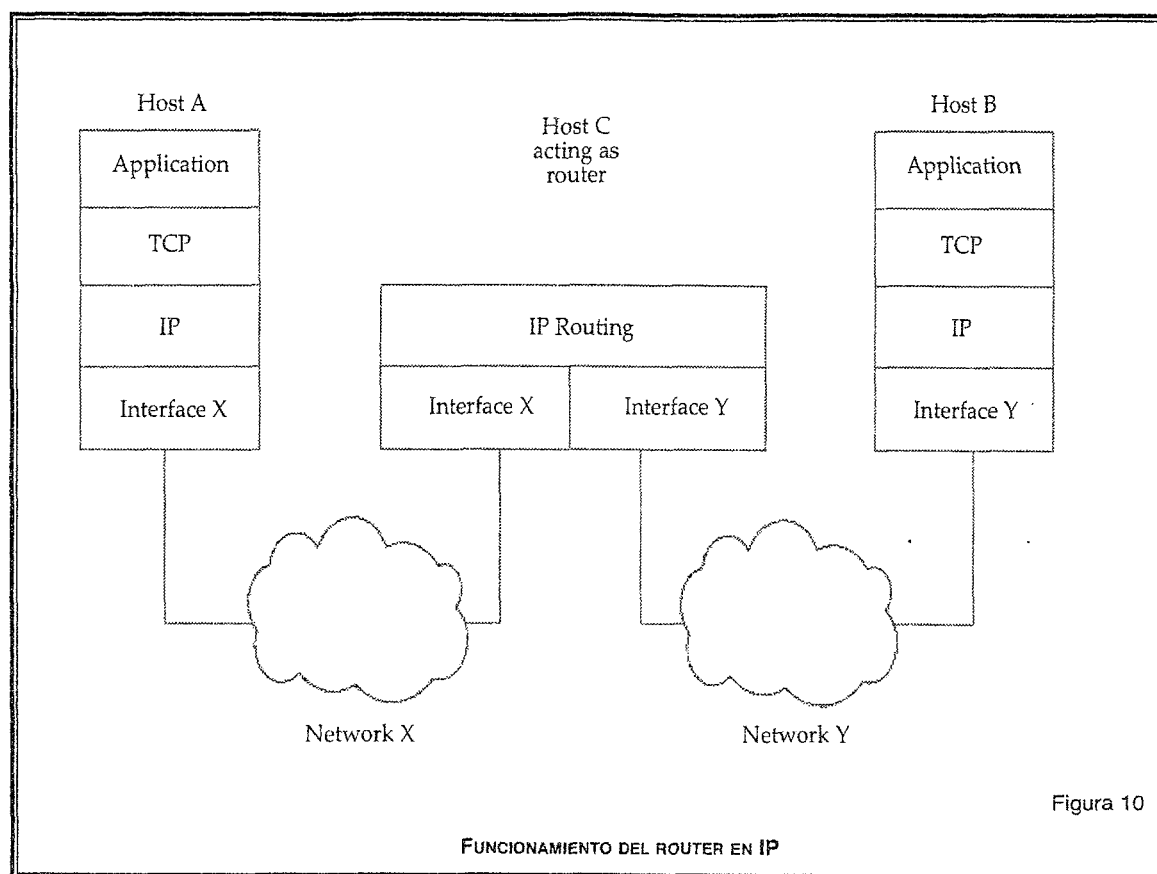 Host A
Application
TCP
IP
Interface X
Host C
acting as
router
IP Routing
Interface X
Interface Y
Host B
Application
TCP
IP
Interface Y
Network X
Network Y
Figura 10
FUNCIONAMIENTO DEL ROUTER EN IP